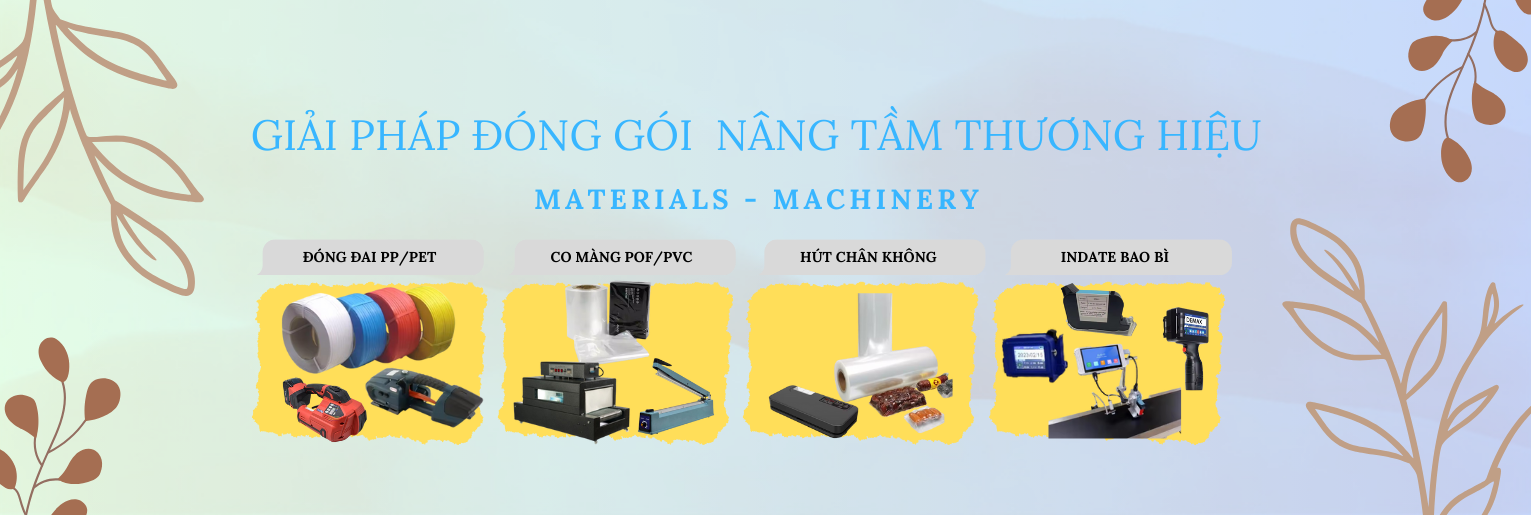 GIẢI PHÁP ĐÓNG GÓI NÂNG TẦM THƯƠNG HIỆU
MATERIALS - MACHINERY
ĐÓNG ĐAI PP/PET
CO MÀNG POF/PVC
HÚT CHÂN KHÔNG
INDATE BAO BÌ